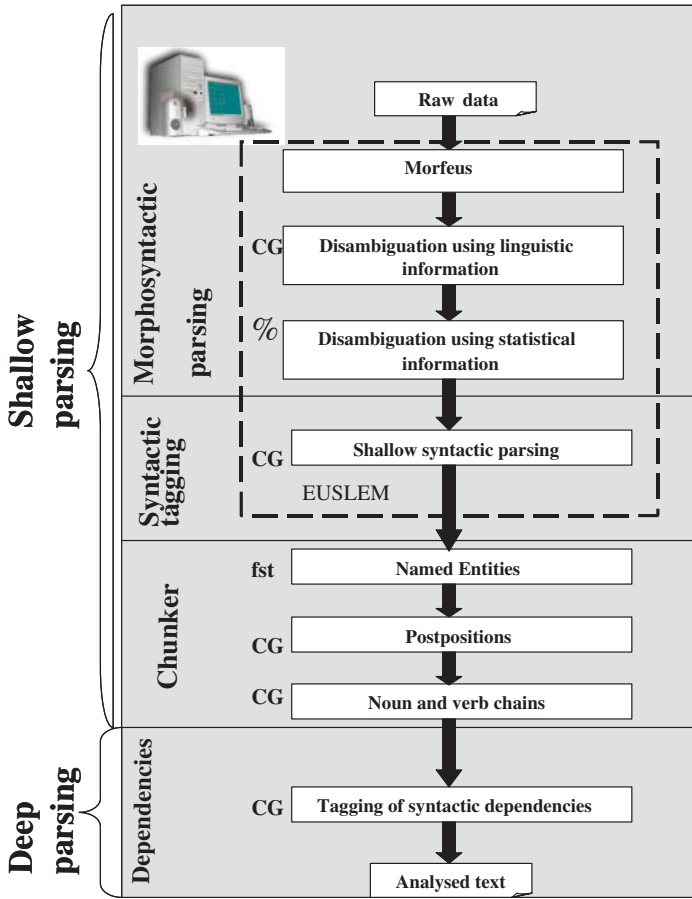 Shallow
parsing
Deep
parsing
Morphosyntactic
parsing
Syntactic
tagging
Chunker
Dependencies
Raw data
Morfeus
CG
Disambiguation using linguistic
information
%
Disambiguation using statistical
information
CG
Shallow syntactic parsing
EUSLEM
fst
Named Entities
CG
Postpositions
CG
Noun and verb chains
CG
Tagging of syntactic dependencies
Analysed text